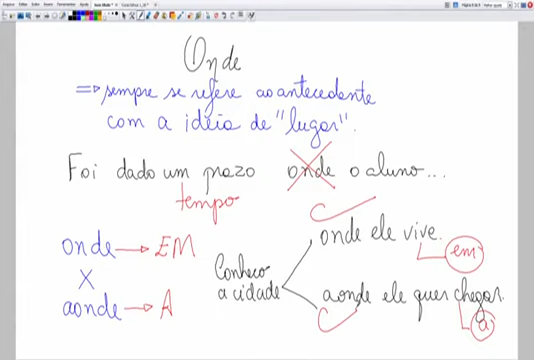 Onde
⇒ sempre se refere ao antecedente
com a idéia de "lugar".
Foi dado um prazo onde o aluno...
tempo
onde → EM
X
aonde → A
Conheço
a cidade
onde ele vive.
em
aonde ele quer chegar.
a